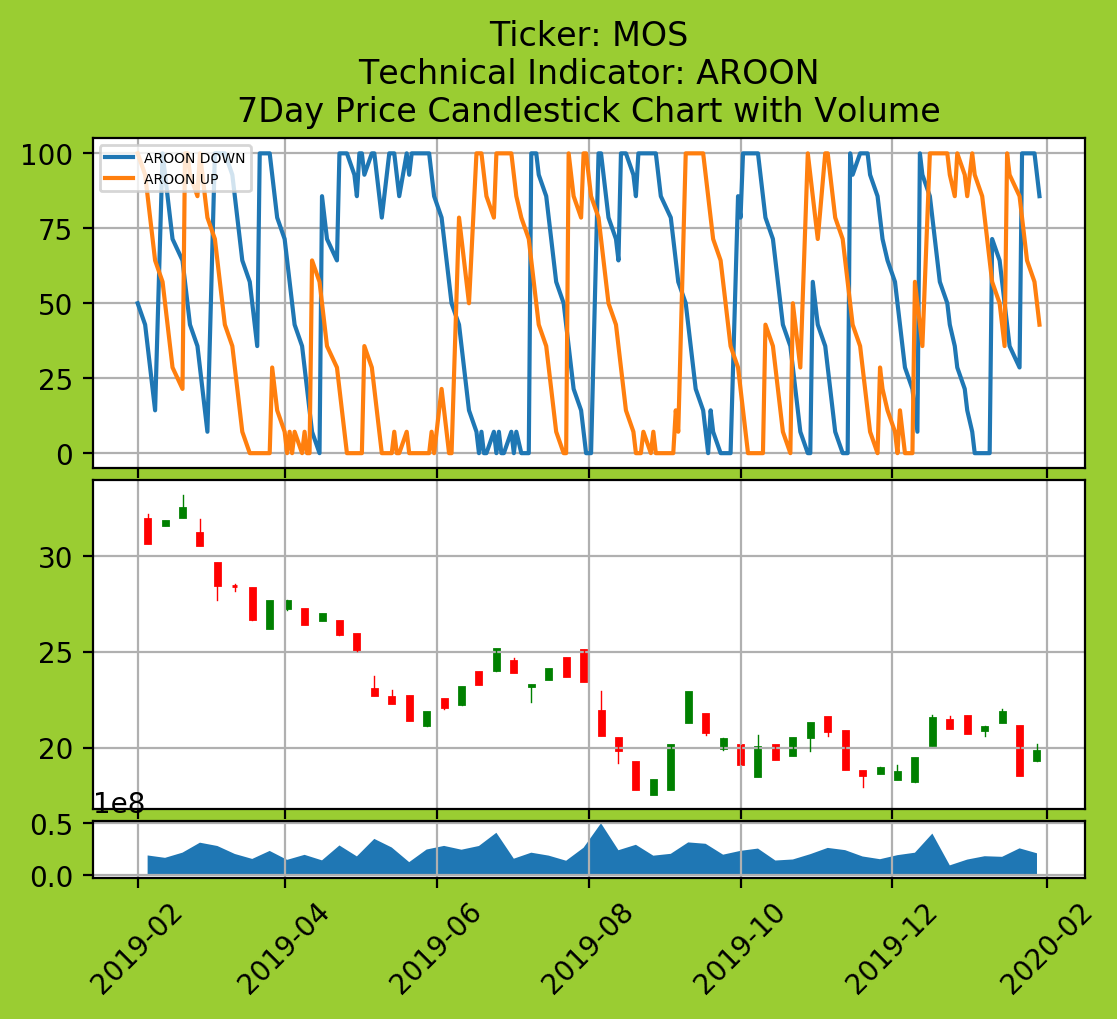 Ticker: MOS
Technical Indicator: AROON
7Day Price Candlestick Chart with Volume
AROON DOWN
AROON UP
100
75
50
25
0
30
25
20
1e8
0.5
0.0
2019-02
2019-04
2019-06
2019-08
2019-10
2019-12
2020-02